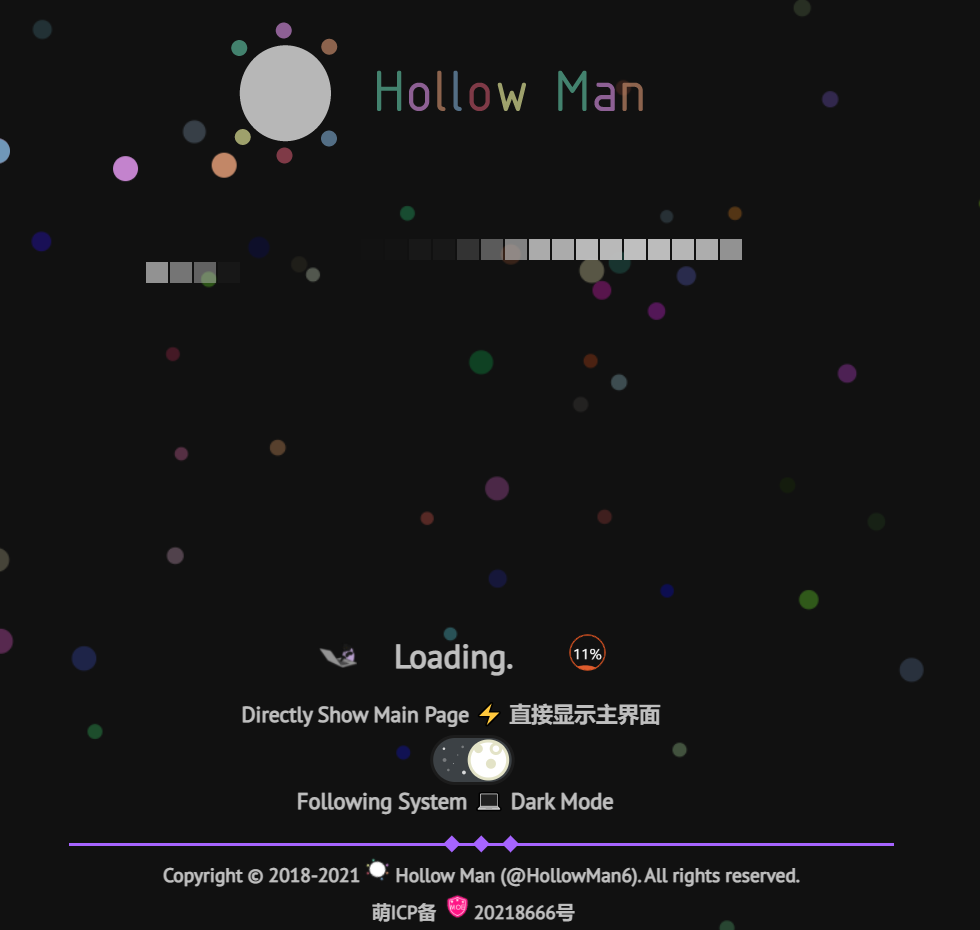 Hollow Man
Loading.
11%
Directly Show Main Page ⚡ 直接显示主界面
Following System 💻 Dark Mode
Copyright © 2018-2021 Hollow Man (@HollowMan6). All rights reserved.
萌ICP备 20218666号